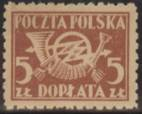 POCZTA POLSKA
5 5
ZŁ ZŁ
DOPŁATA